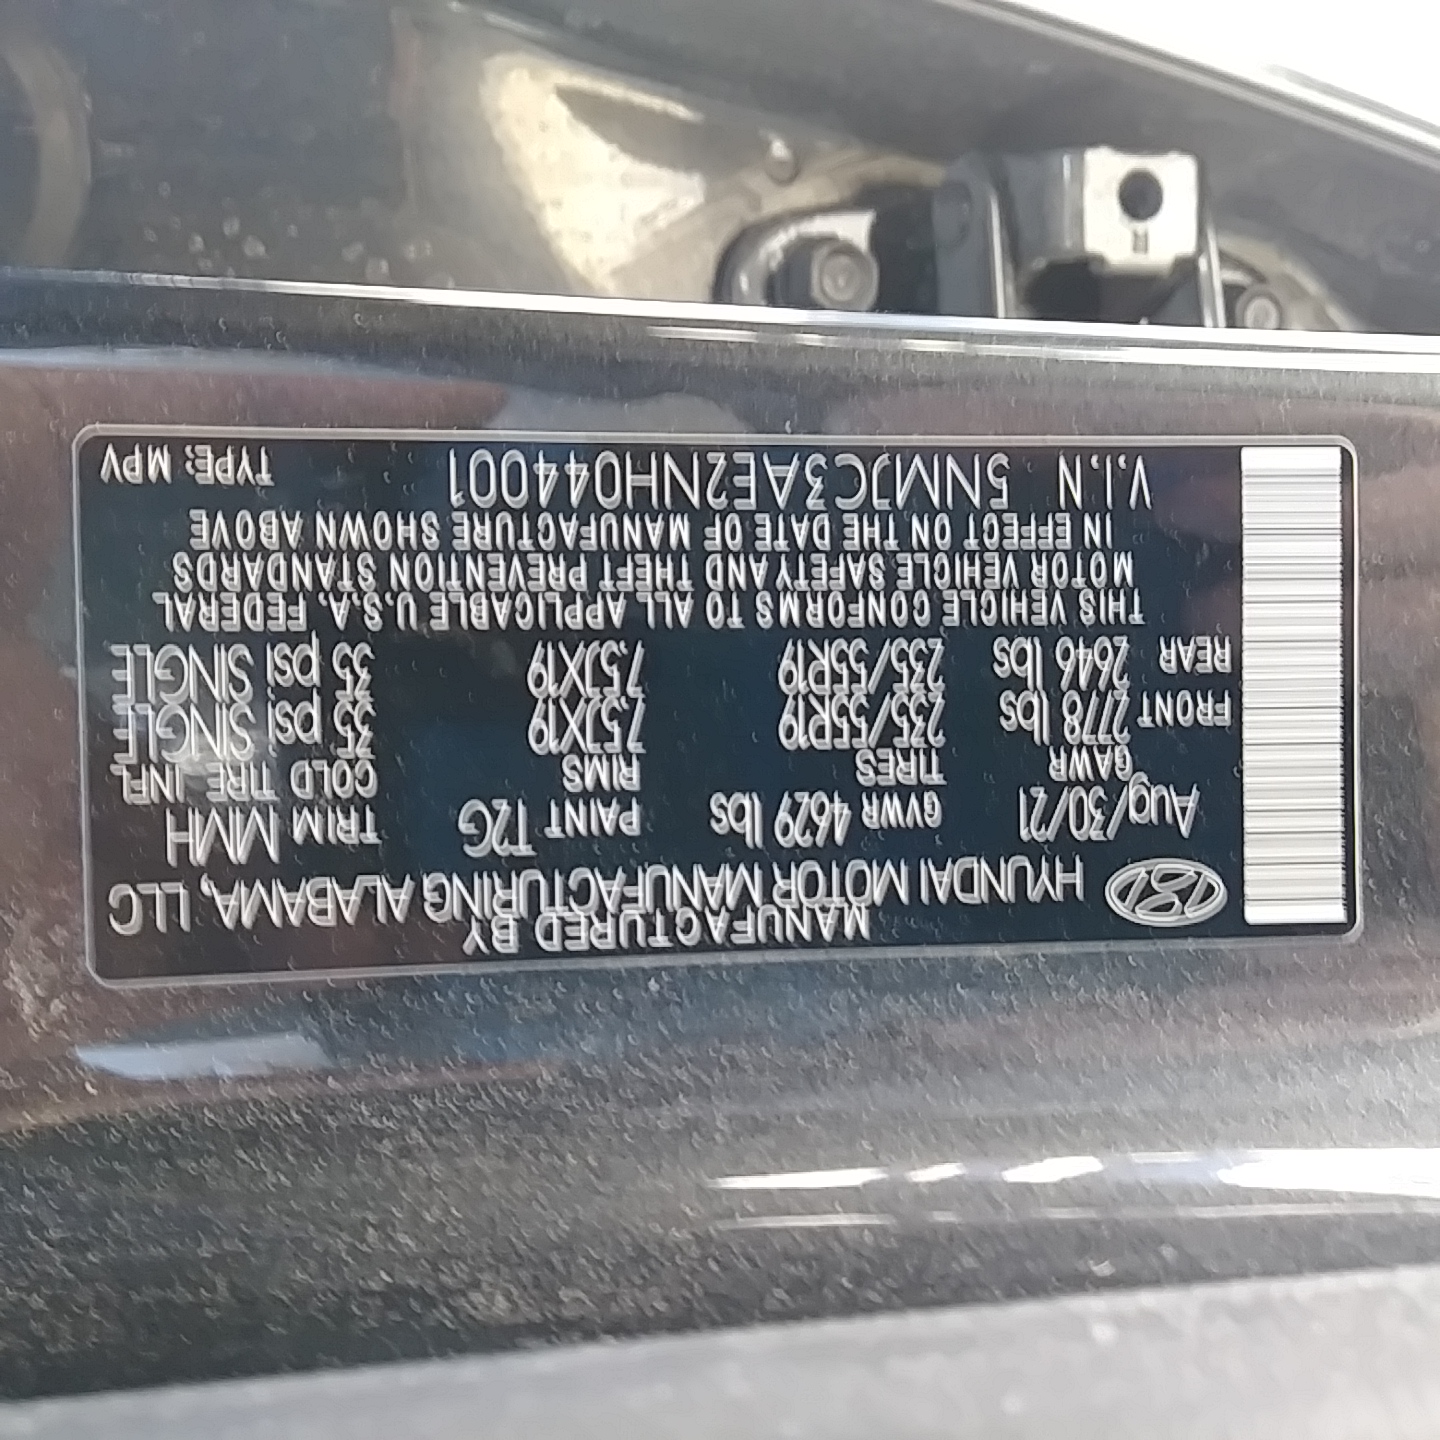 MANUFACTURED BY
HYUNDAI MOTOR MANUFACTURING ALABAMA, LLC
181
Aug/30/21 GVWR 4629 lbs PAINT T2G TRIM MMH
GAWR TIRES RIMS COLD TIRE INFL
FRONT 2778 lbs 235/55R19 7.5JX19 35 psi SINGLE
REAR 2646 lbs 235/55R19 7.5JX19 35 psi SINGLE
THIS VEHICLE CONFORMS TO ALL APPLICABLE U.S.A. FEDERAL
MOTOR VEHICLE SAFETY AND THEFT PREVENTION STANDARDS
IN EFFECT ON THE DATE OF MANUFACTURE SHOWN ABOVE
V.I.N 5NMJC3AE2NH044001 TYPE: MPV